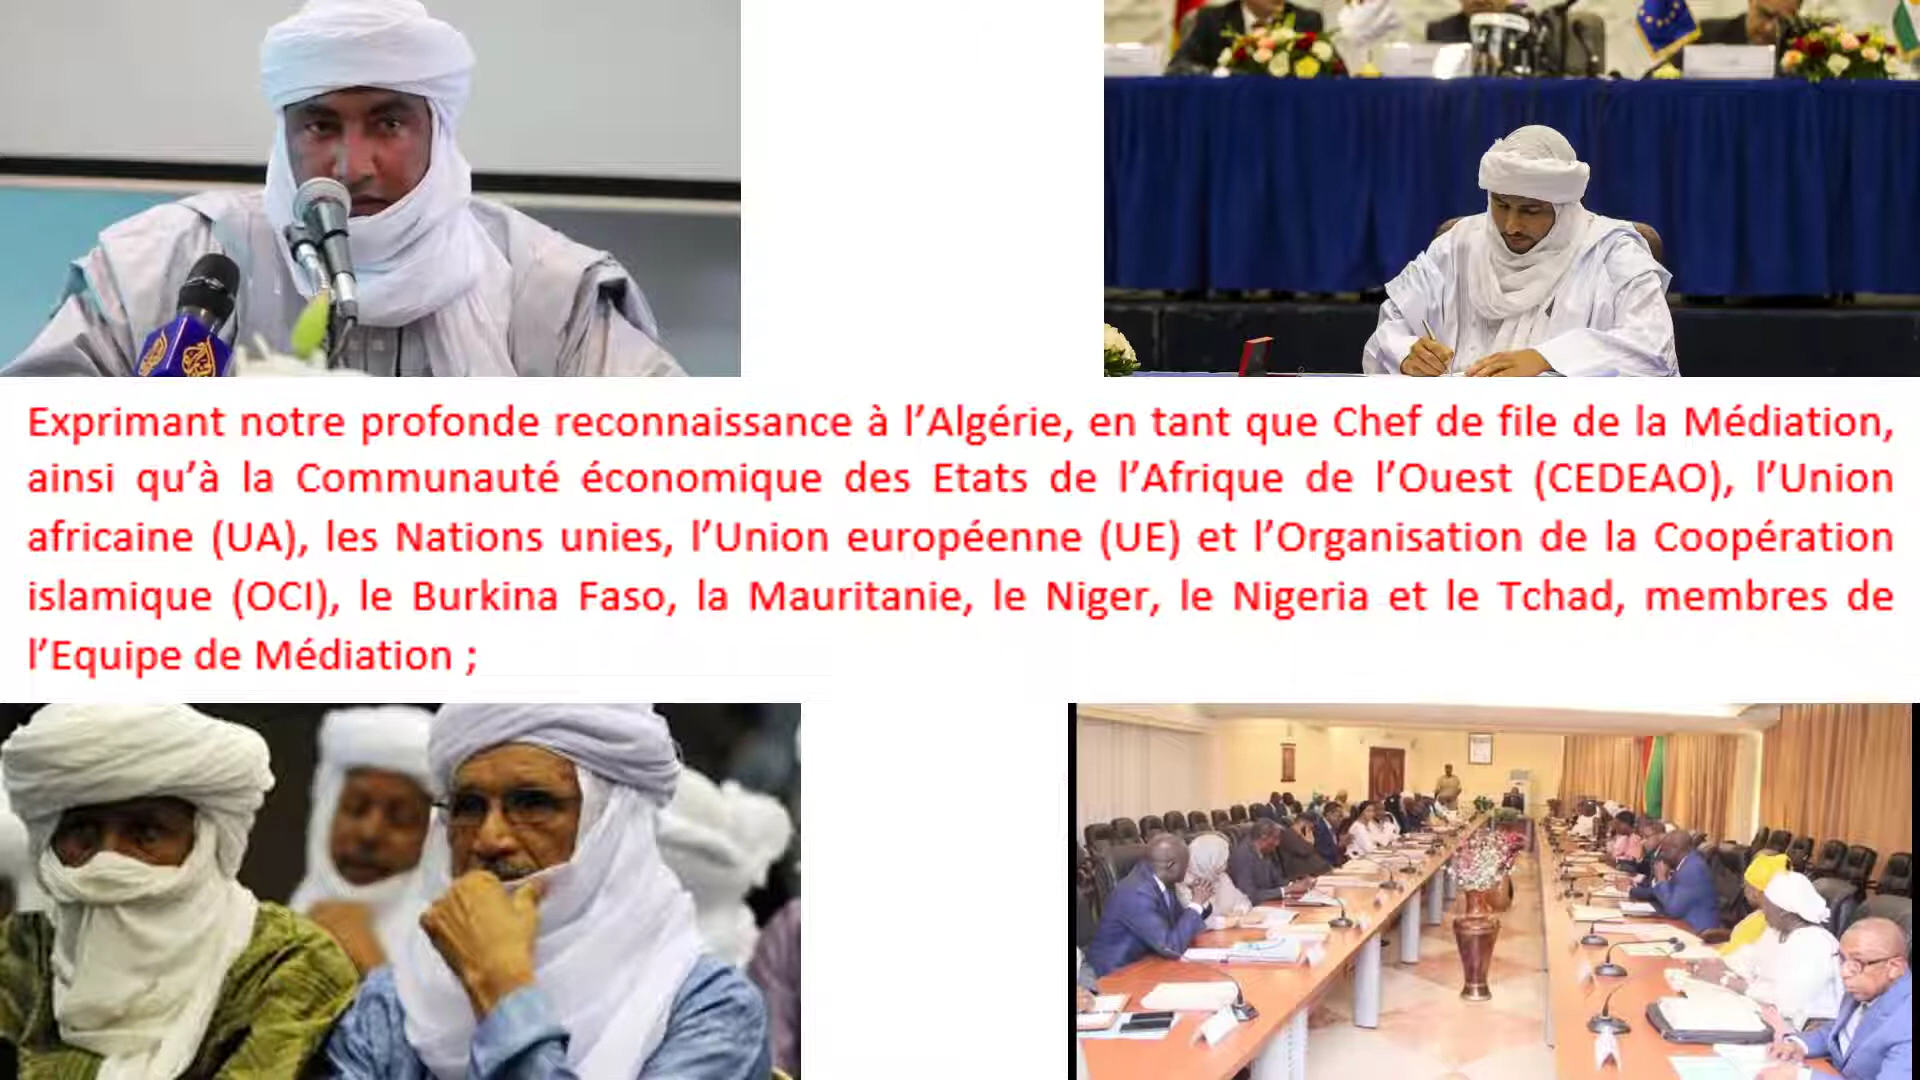 Exprimant notre profonde reconnaissance à l’Algérie, en tant que Chef de file de la Médiation,
ainsi qu’à la Communauté économique des Etats de l’Afrique de l’Ouest (CEDEAO), l’Union
africaine (UA), les Nations unies, l’Union européenne (UE) et l’Organisation de la Coopération
islamique (OCI), le Burkina Faso, la Mauritanie, le Niger, le Nigeria et le Tchad, membres de
l’Equipe de Médiation ;